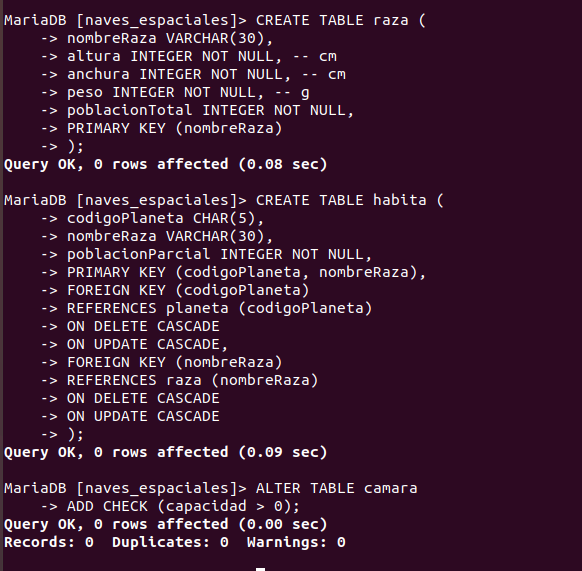 MariaDB [naves_espaciales]> CREATE TABLE raza (
    -> nombreRaza VARCHAR(30),
    -> altura INTEGER NOT NULL, -- cm
    -> anchura INTEGER NOT NULL, -- cm
    -> peso INTEGER NOT NULL, -- g
    -> poblacionTotal INTEGER NOT NULL,
    -> PRIMARY KEY (nombreRaza)
    -> );
Query OK, 0 rows affected (0.08 sec)

MariaDB [naves_espaciales]> CREATE TABLE habita (
    -> codigoPlaneta CHAR(5),
    -> nombreRaza VARCHAR(30),
    -> poblacionParcial INTEGER NOT NULL,
    -> PRIMARY KEY (codigoPlaneta, nombreRaza),
    -> FOREIGN KEY (codigoPlaneta)
    -> REFERENCES planeta (codigoPlaneta)
    -> ON DELETE CASCADE
    -> ON UPDATE CASCADE,
    -> FOREIGN KEY (nombreRaza)
    -> REFERENCES raza (nombreRaza)
    -> ON DELETE CASCADE
    -> ON UPDATE CASCADE
    -> );
Query OK, 0 rows affected (0.09 sec)

MariaDB [naves_espaciales]> ALTER TABLE camara
    -> ADD CHECK (capacidad > 0);
Query OK, 0 rows affected (0.00 sec)
Records: 0  Duplicates: 0  Warnings: 0